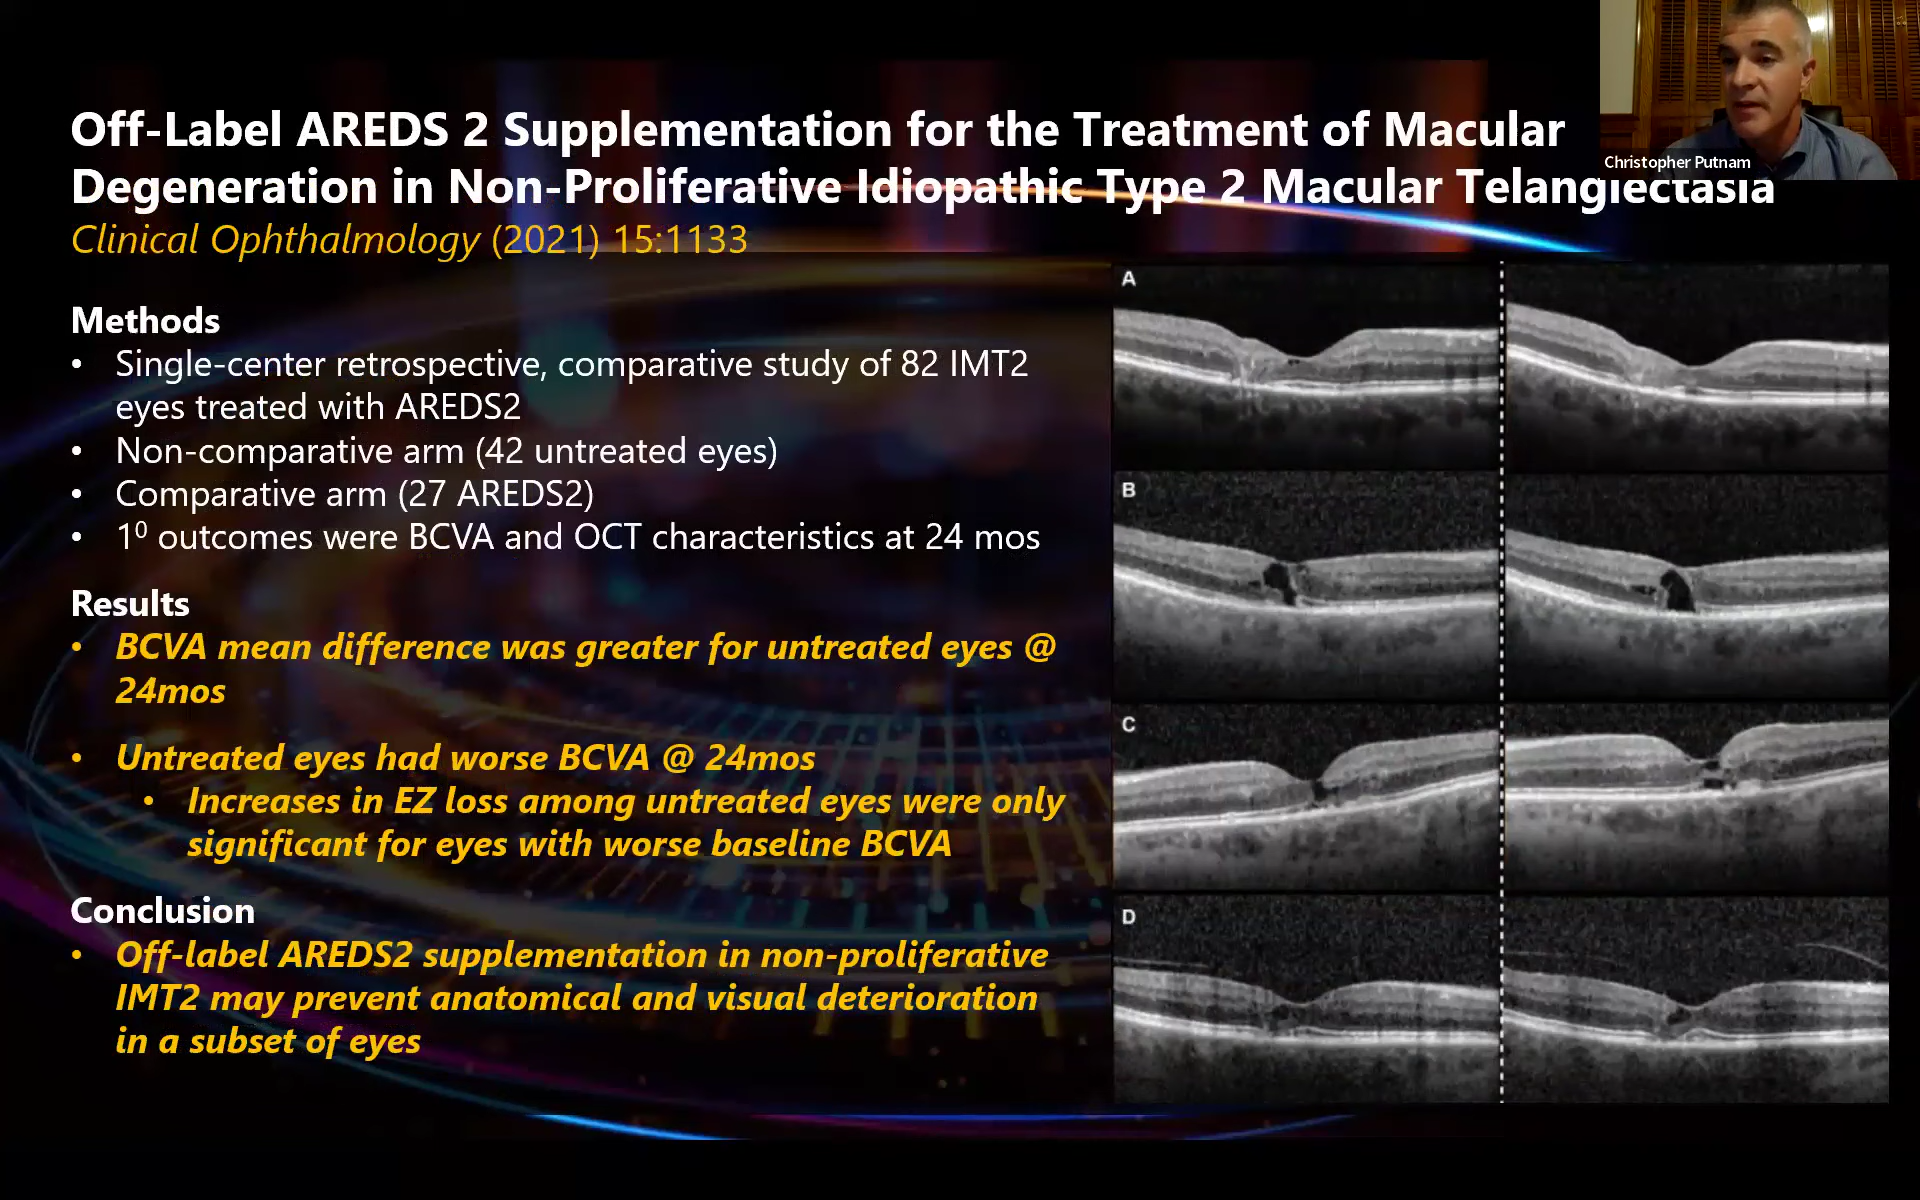 Christopher Putnam
Off-Label AREDS 2 Supplementation for the Treatment of Macular
Degeneration in Non-Proliferative Idiopathic Type 2 Macular Telangiectasia
Clinical Ophthalmology (2021) 15:1133
Methods
• Single-center retrospective, comparative study of 82 IMT2
eyes treated with AREDS2
• Non-comparative arm (42 untreated eyes)
• Comparative arm (27 AREDS2)
• 1⁰ outcomes were BCVA and OCT characteristics at 24 mos
Results
• BCVA mean difference was greater for untreated eyes @
24mos
• Untreated eyes had worse BCVA @ 24mos
• Increases in EZ loss among untreated eyes were only
significant for eyes with worse baseline BCVA
Conclusion
• Off-label AREDS2 supplementation in non-proliferative
IMT2 may prevent anatomical and visual deterioration
in a subset of eyes
A
B
C
D